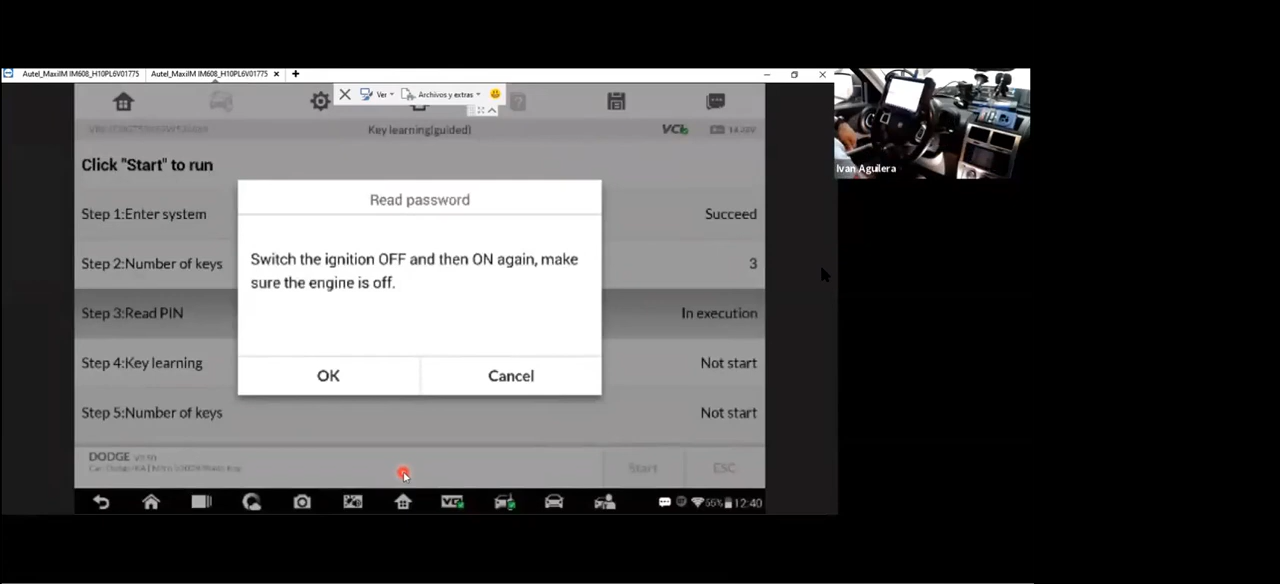 Autel_MaxiIM IM608_H10PL6V01775 Autel_MaxiIM IM608_H10PL6V01775 × +
Ver Archivos y extras
Key learning(guided) VCI
Click "Start" to run
Step 1:Enter system Succeed
Step 2:Number of keys 3
Step 3:Read PIN In execution
Step 4:Key learning Not start
Step 5:Number of keys Not start
Read password
Switch the ignition OFF and then ON again, make
sure the engine is off.
OK Cancel
DODGE
Start ESC
VCI 55% 12:40
Ivan Aguilera